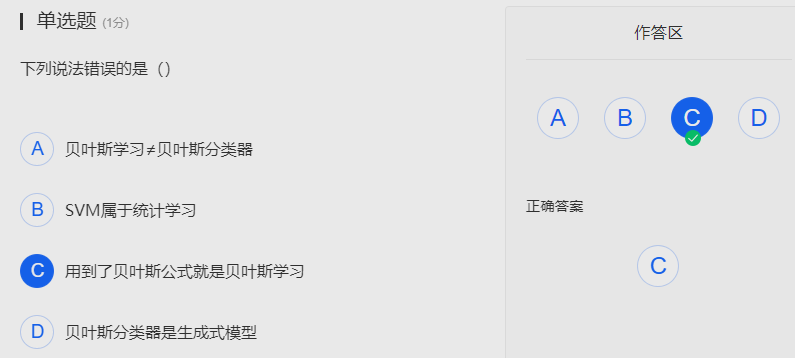 单选题 (1分)
下列说法错误的是（）
A 贝叶斯学习≠贝叶斯分类器
B SVM属于统计学习
C 用到了贝叶斯公式就是贝叶斯学习
D 贝叶斯分类器是生成式模型
作答区
A B C D
正确答案
C